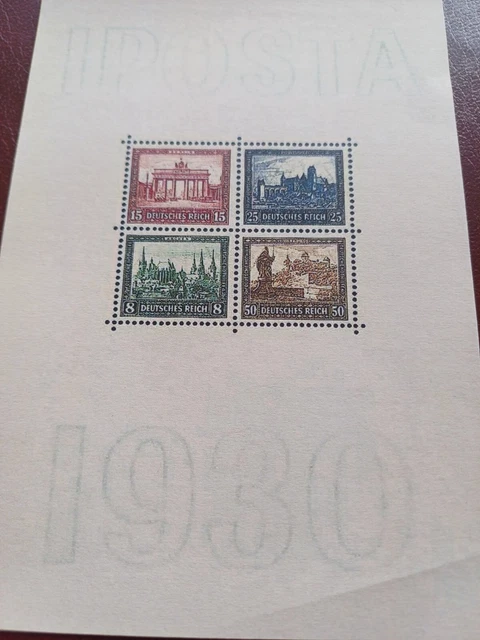 IPOSTA
15 DEUTSCHES REICH 15
25 DEUTSCHES REICH 25
8 DEUTSCHES REICH 8
50 DEUTSCHES REICH 50
1930